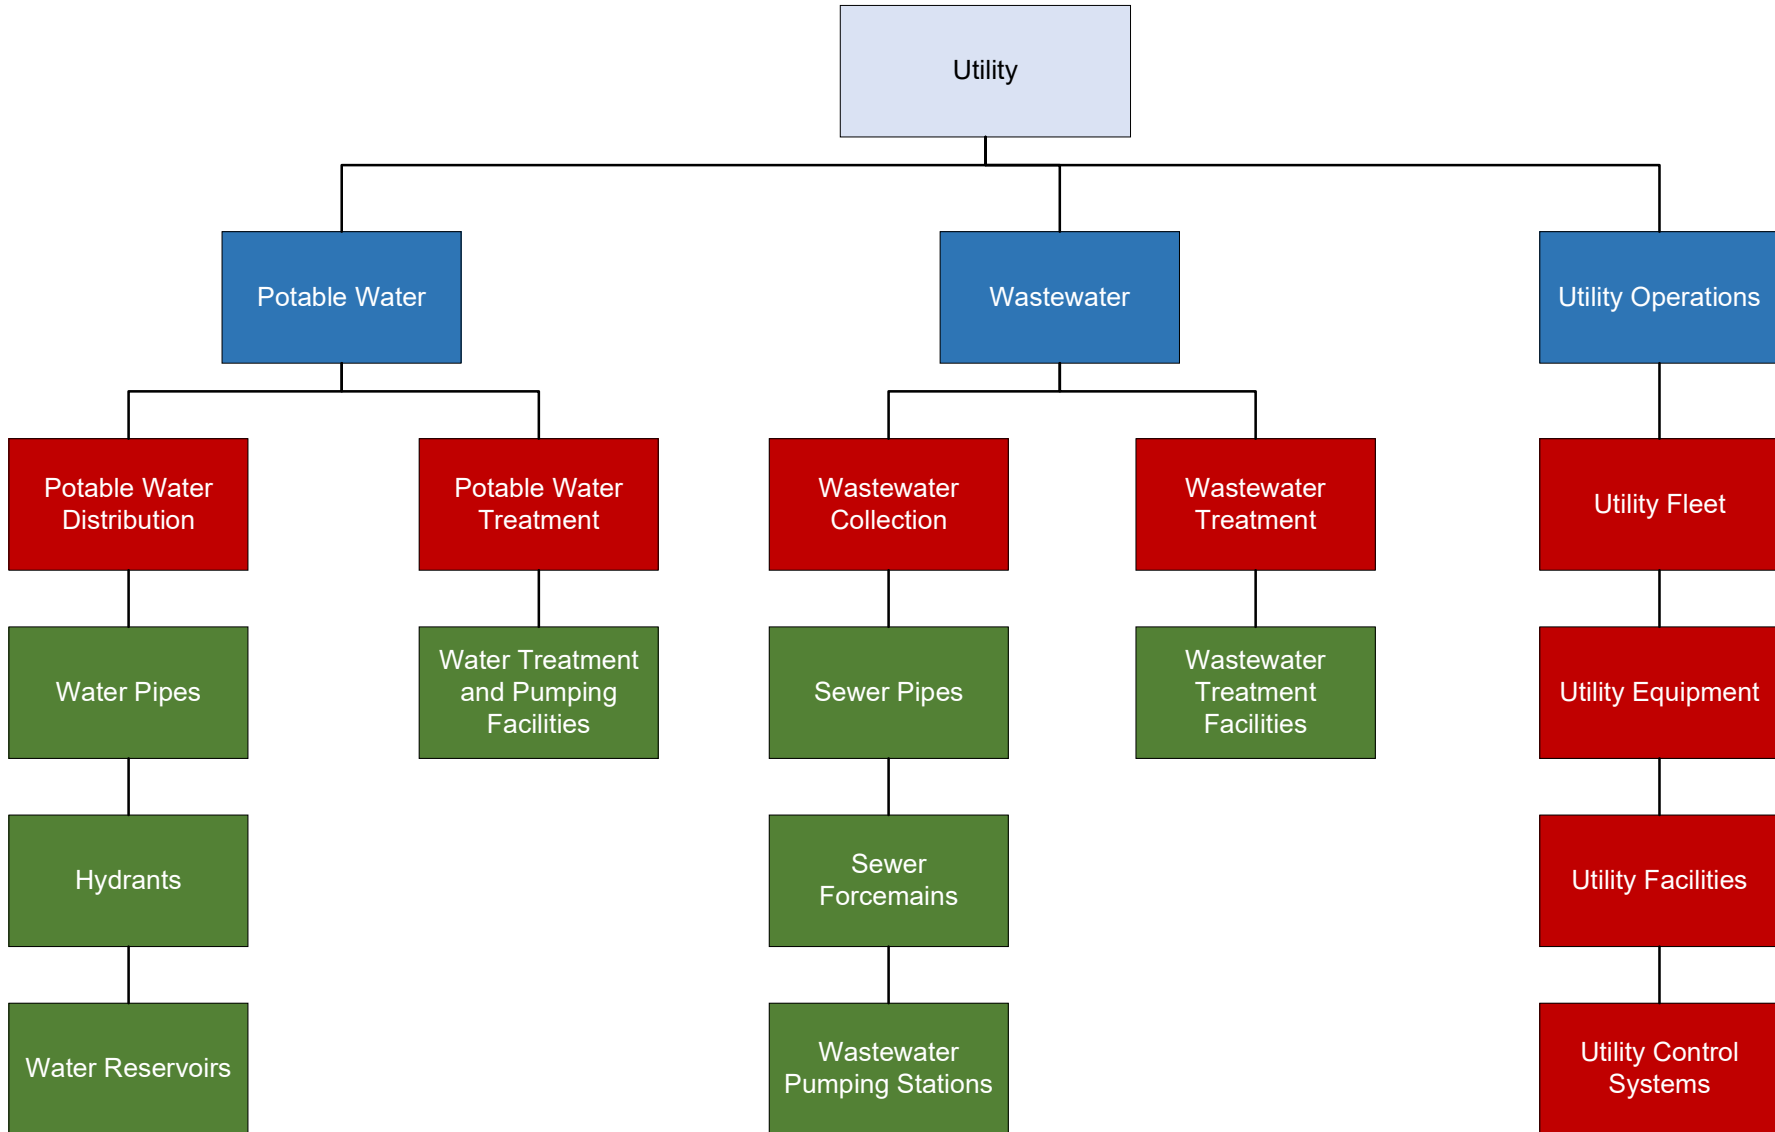 Utility
Potable Water
Wastewater
Utility Operations
Potable Water
Distribution
Potable Water
Treatment
Wastewater
Collection
Wastewater
Treatment
Utility Fleet
Water Pipes
Water Treatment
and Pumping
Facilities
Sewer Pipes
Wastewater
Treatment
Facilities
Utility Equipment
Hydrants
Sewer
Forcemains
Utility Facilities
Water Reservoirs
Wastewater
Pumping Stations
Utility Control
Systems